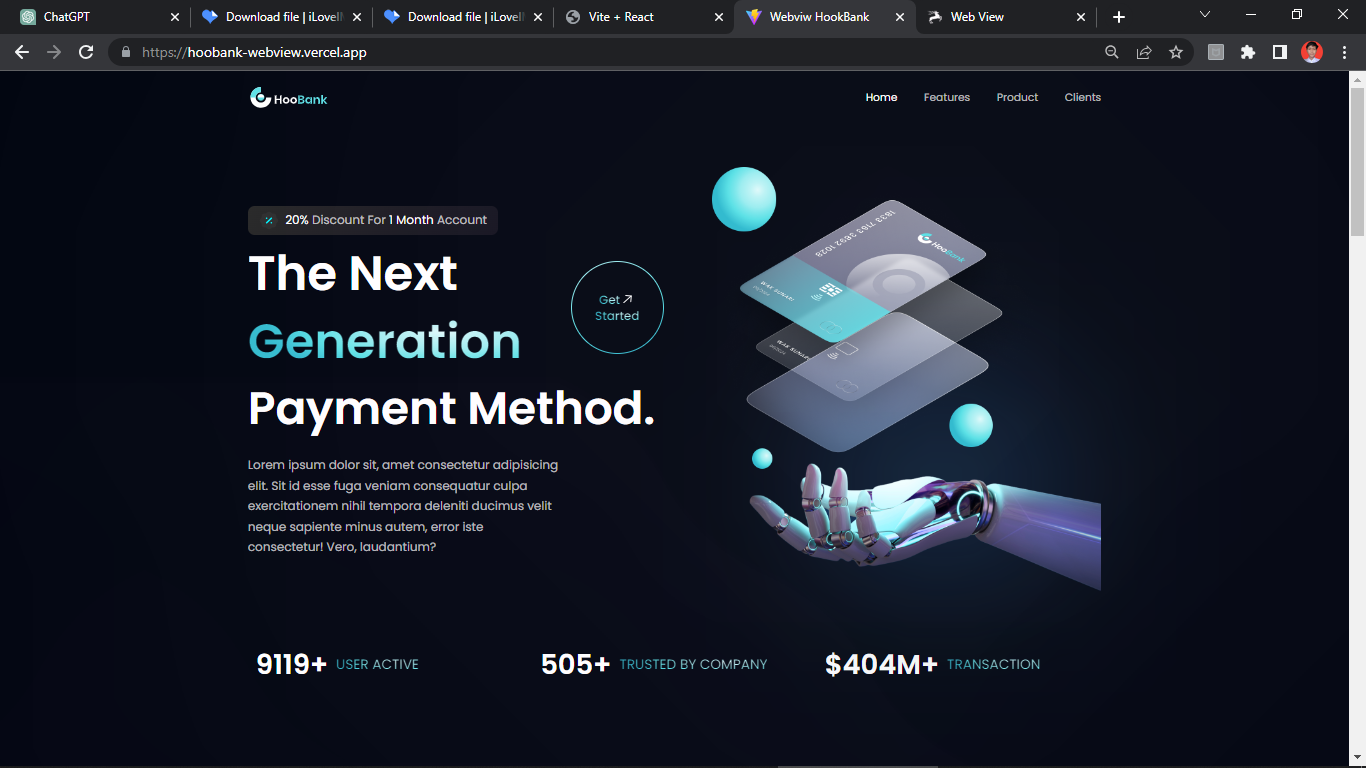 ChatGPT
Download file | iLoveI
Download file | iLoveI
Vite + React
Webviw HookBank
Web View
https://hoobank-webview.vercel.app
HooBank
Home
Features
Product
Clients
20% Discount For 1 Month Account
The Next
Generation
Payment Method.
Get
Started
Lorem ipsum dolor sit, amet consectetur adipisicing
elit. Sit id esse fuga veniam consequatur culpa
exercitationem nihil tempora deleniti ducimus velit
neque sapiente minus autem, error iste
consectetur! Vero, laudantium?
HooBank
9119+ USER ACTIVE
505+ TRUSTED BY COMPANY
$404M+ TRANSACTION